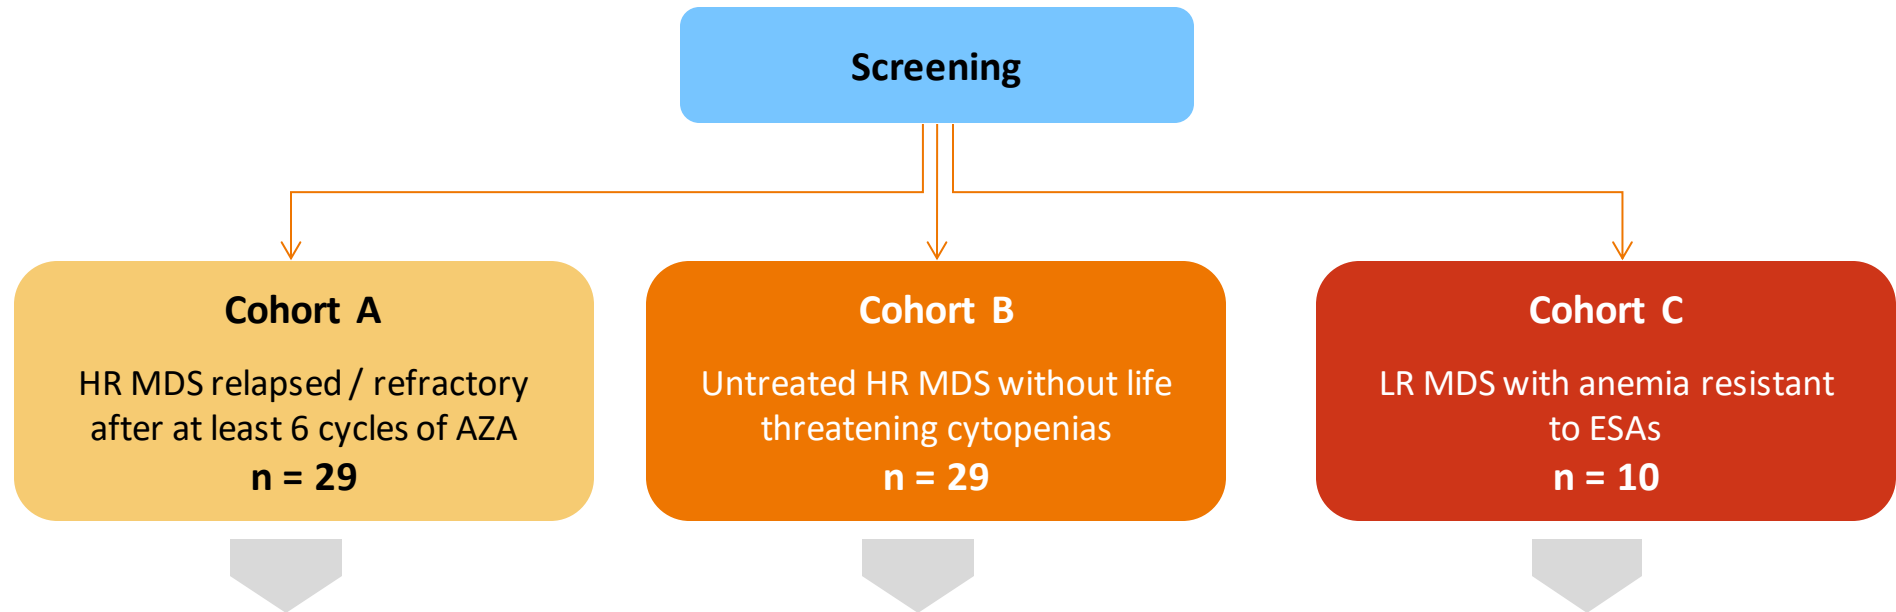 Screening
Cohort A
HR MDS relapsed / refractory
after at least 6 cycles of AZA
n = 29
Cohort B
Untreated HR MDS without life
threatening cytopenias
n = 29
Cohort C
LR MDS with anemia resistant
to ESAs
n = 10